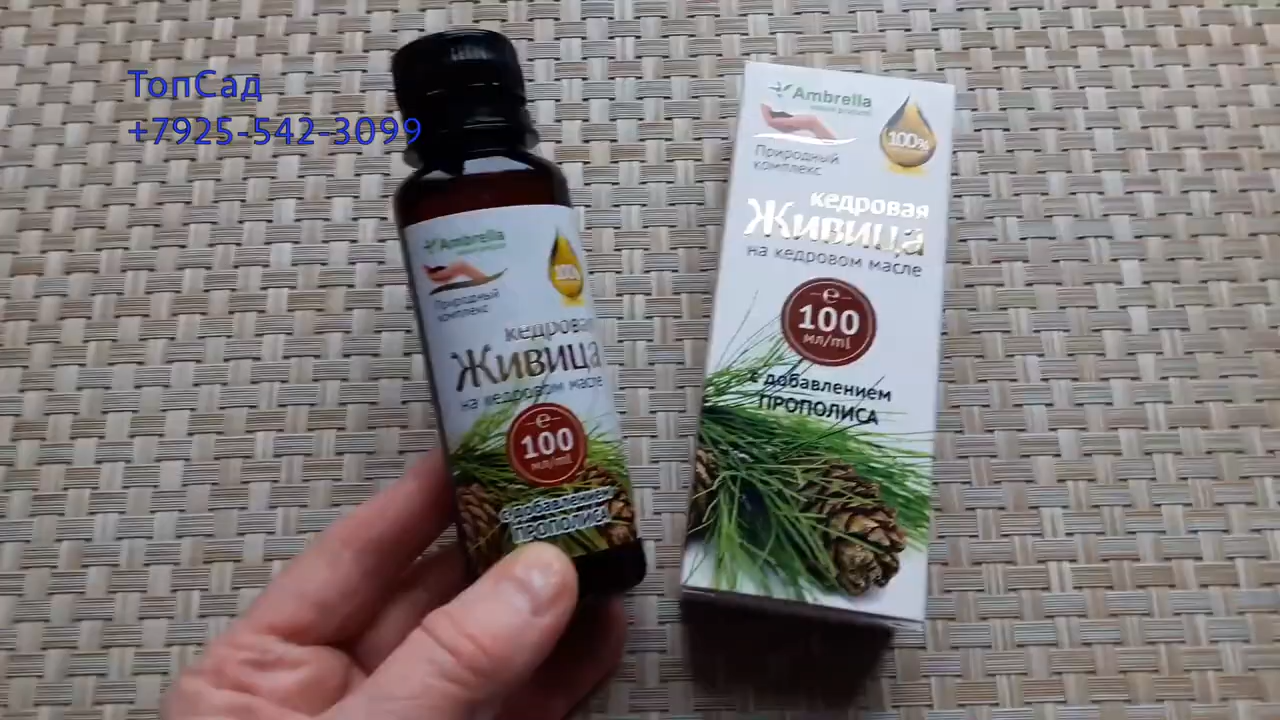 ТопСад
+7925-542-3099
Ambrella
100%
Природный
комплекс
кедровая
Живица
на кедровом масле
е
100
мл/ml
с добавлением
ПРОПОЛИСА
Ambrella
100%
Природный
комплекс
кедровая
Живица
на кедровом масле
е
100
мл/ml
с добавлением
ПРОПОЛИСА